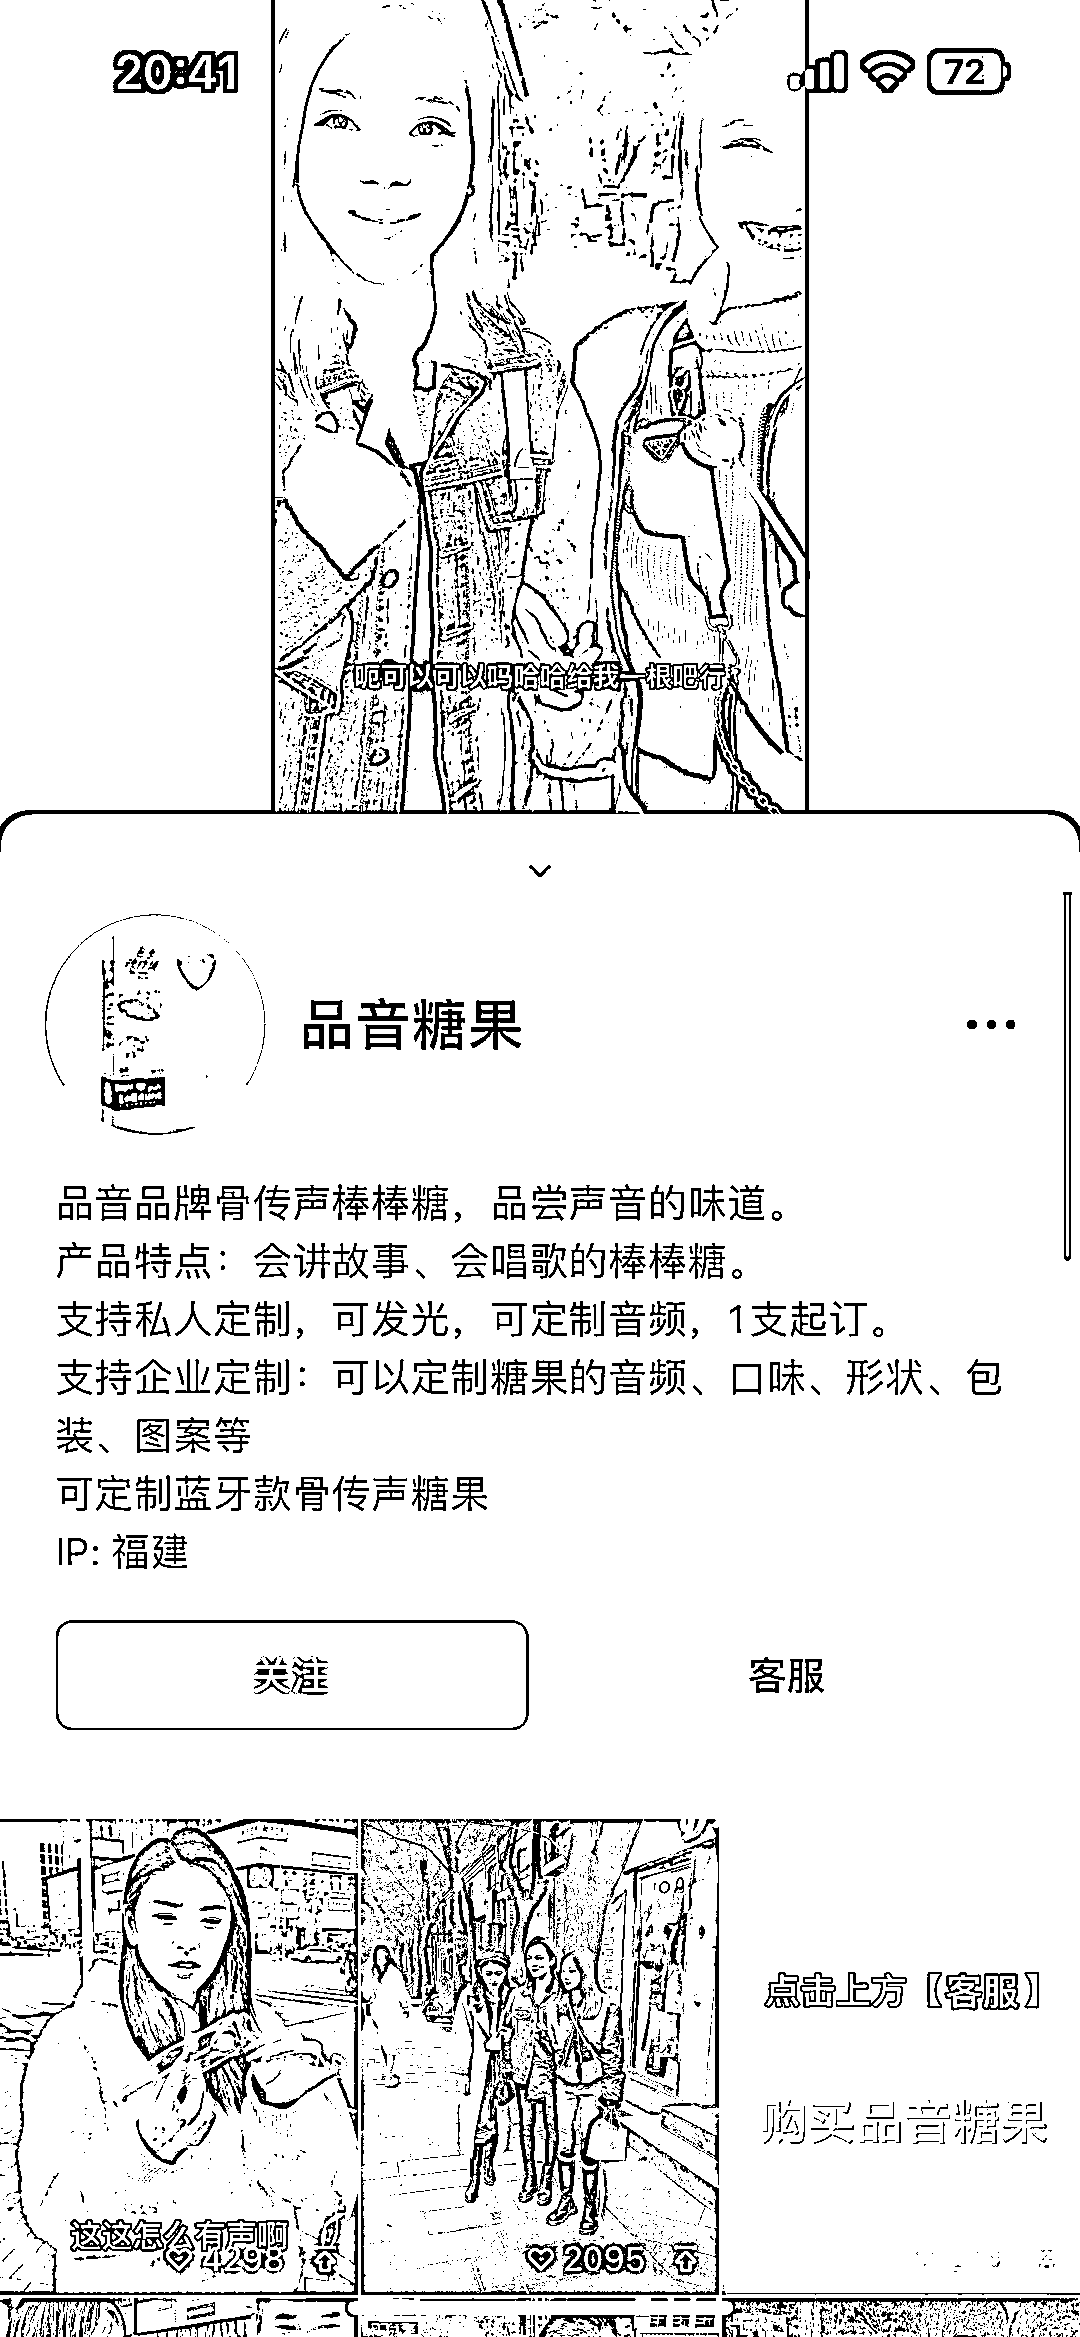 20:41
72
呃可以可以吗哈哈给我一根吧行
品音糖果
品音品牌骨传声棒棒糖，品尝声音的味道。
产品特点：会讲故事、会唱歌的棒棒糖。
支持私人定制，可发光，可定制音频，1支起订。
支持企业定制：可以定制糖果的音频、口味、形状、包
装、图案等
可定制蓝牙款骨传声糖果
IP: 福建
关注
客服
点击上方【客服】
购买品音糖果
这这怎么有声啊
4298
2095